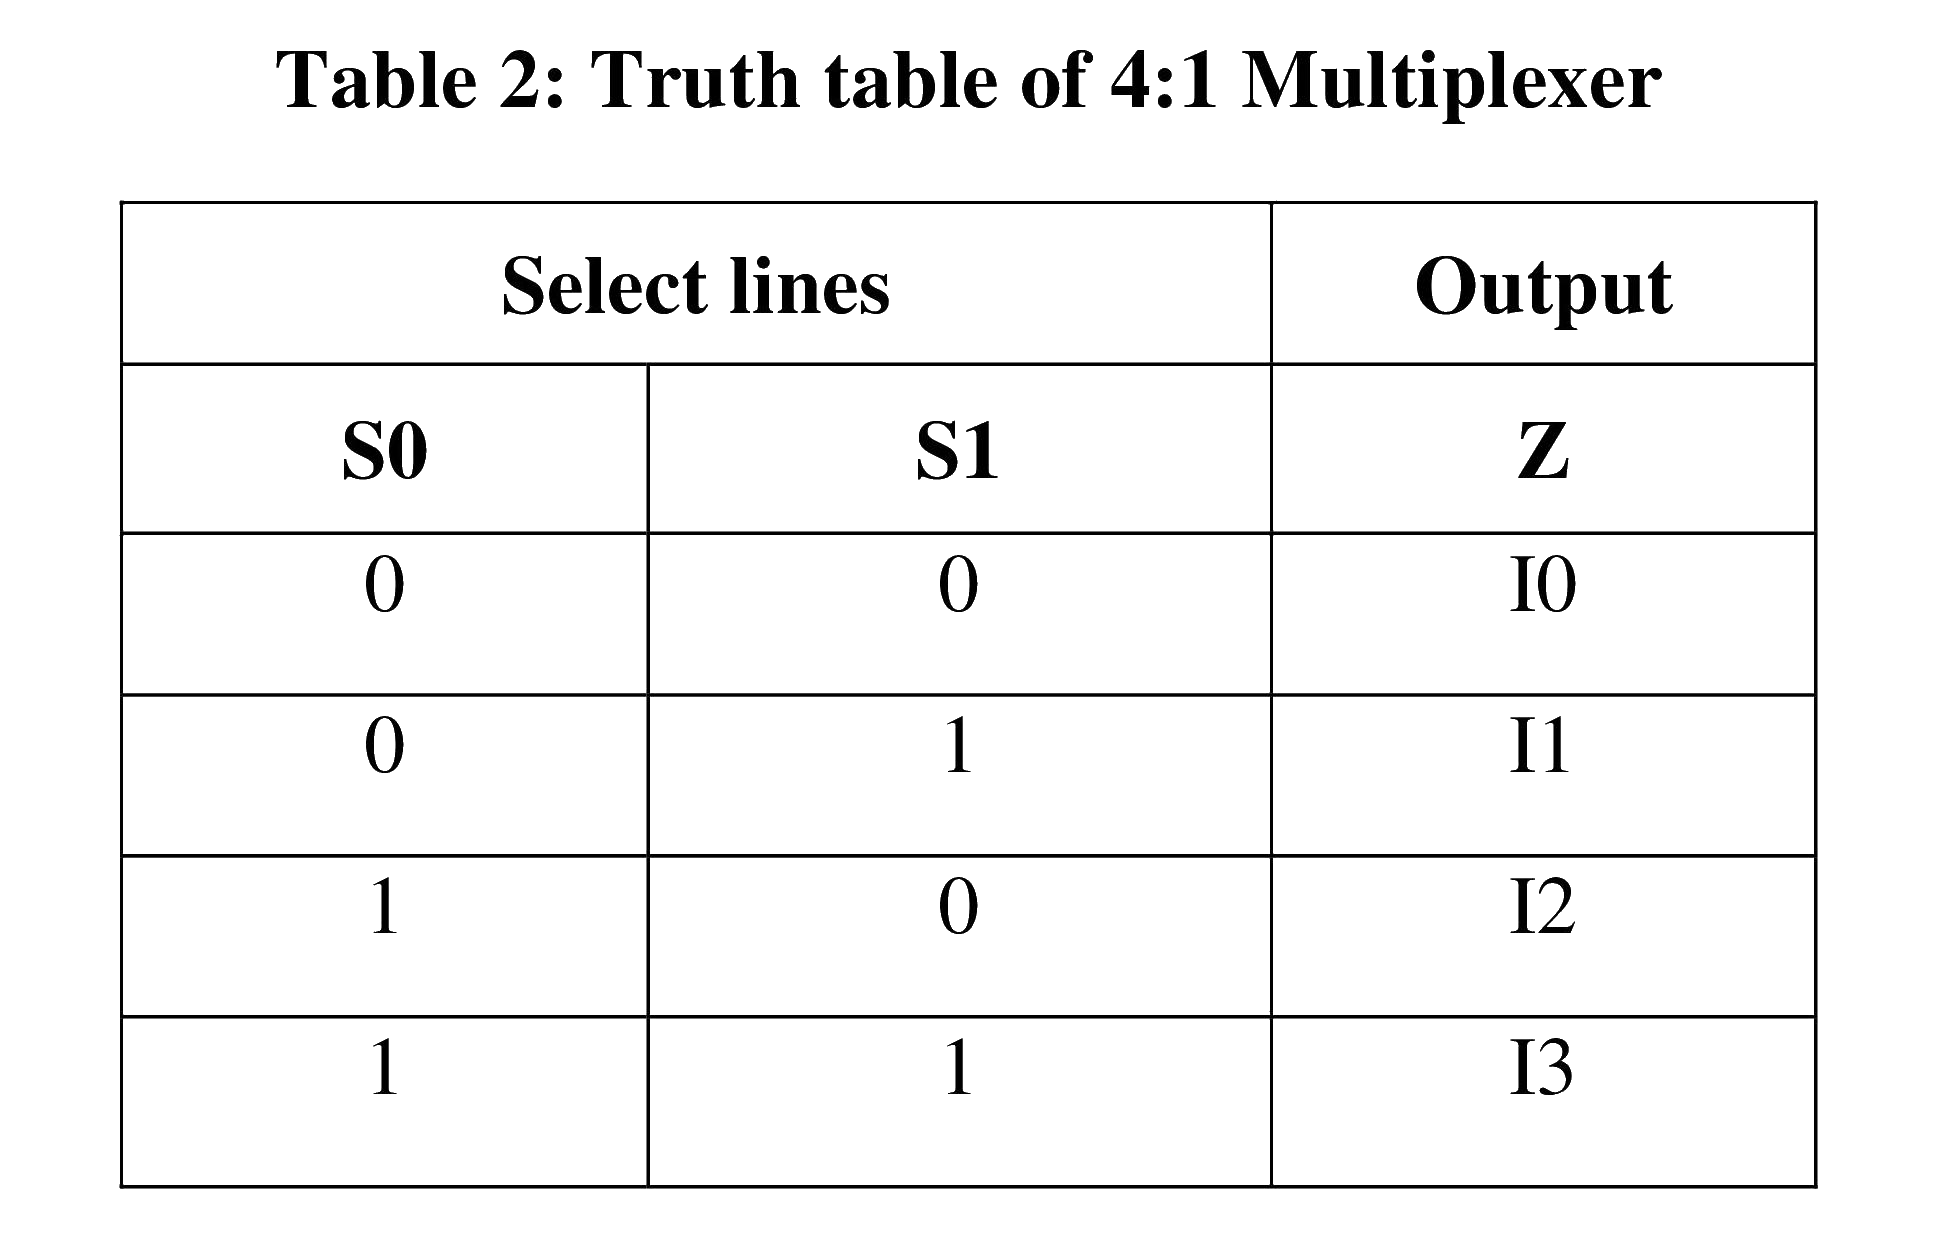 Table 2: Truth table of 4:1 Multiplexer
Select lines Output
S0 S1 Z
0 0 I0
0 1 I1
1 0 I2
1 1 I3